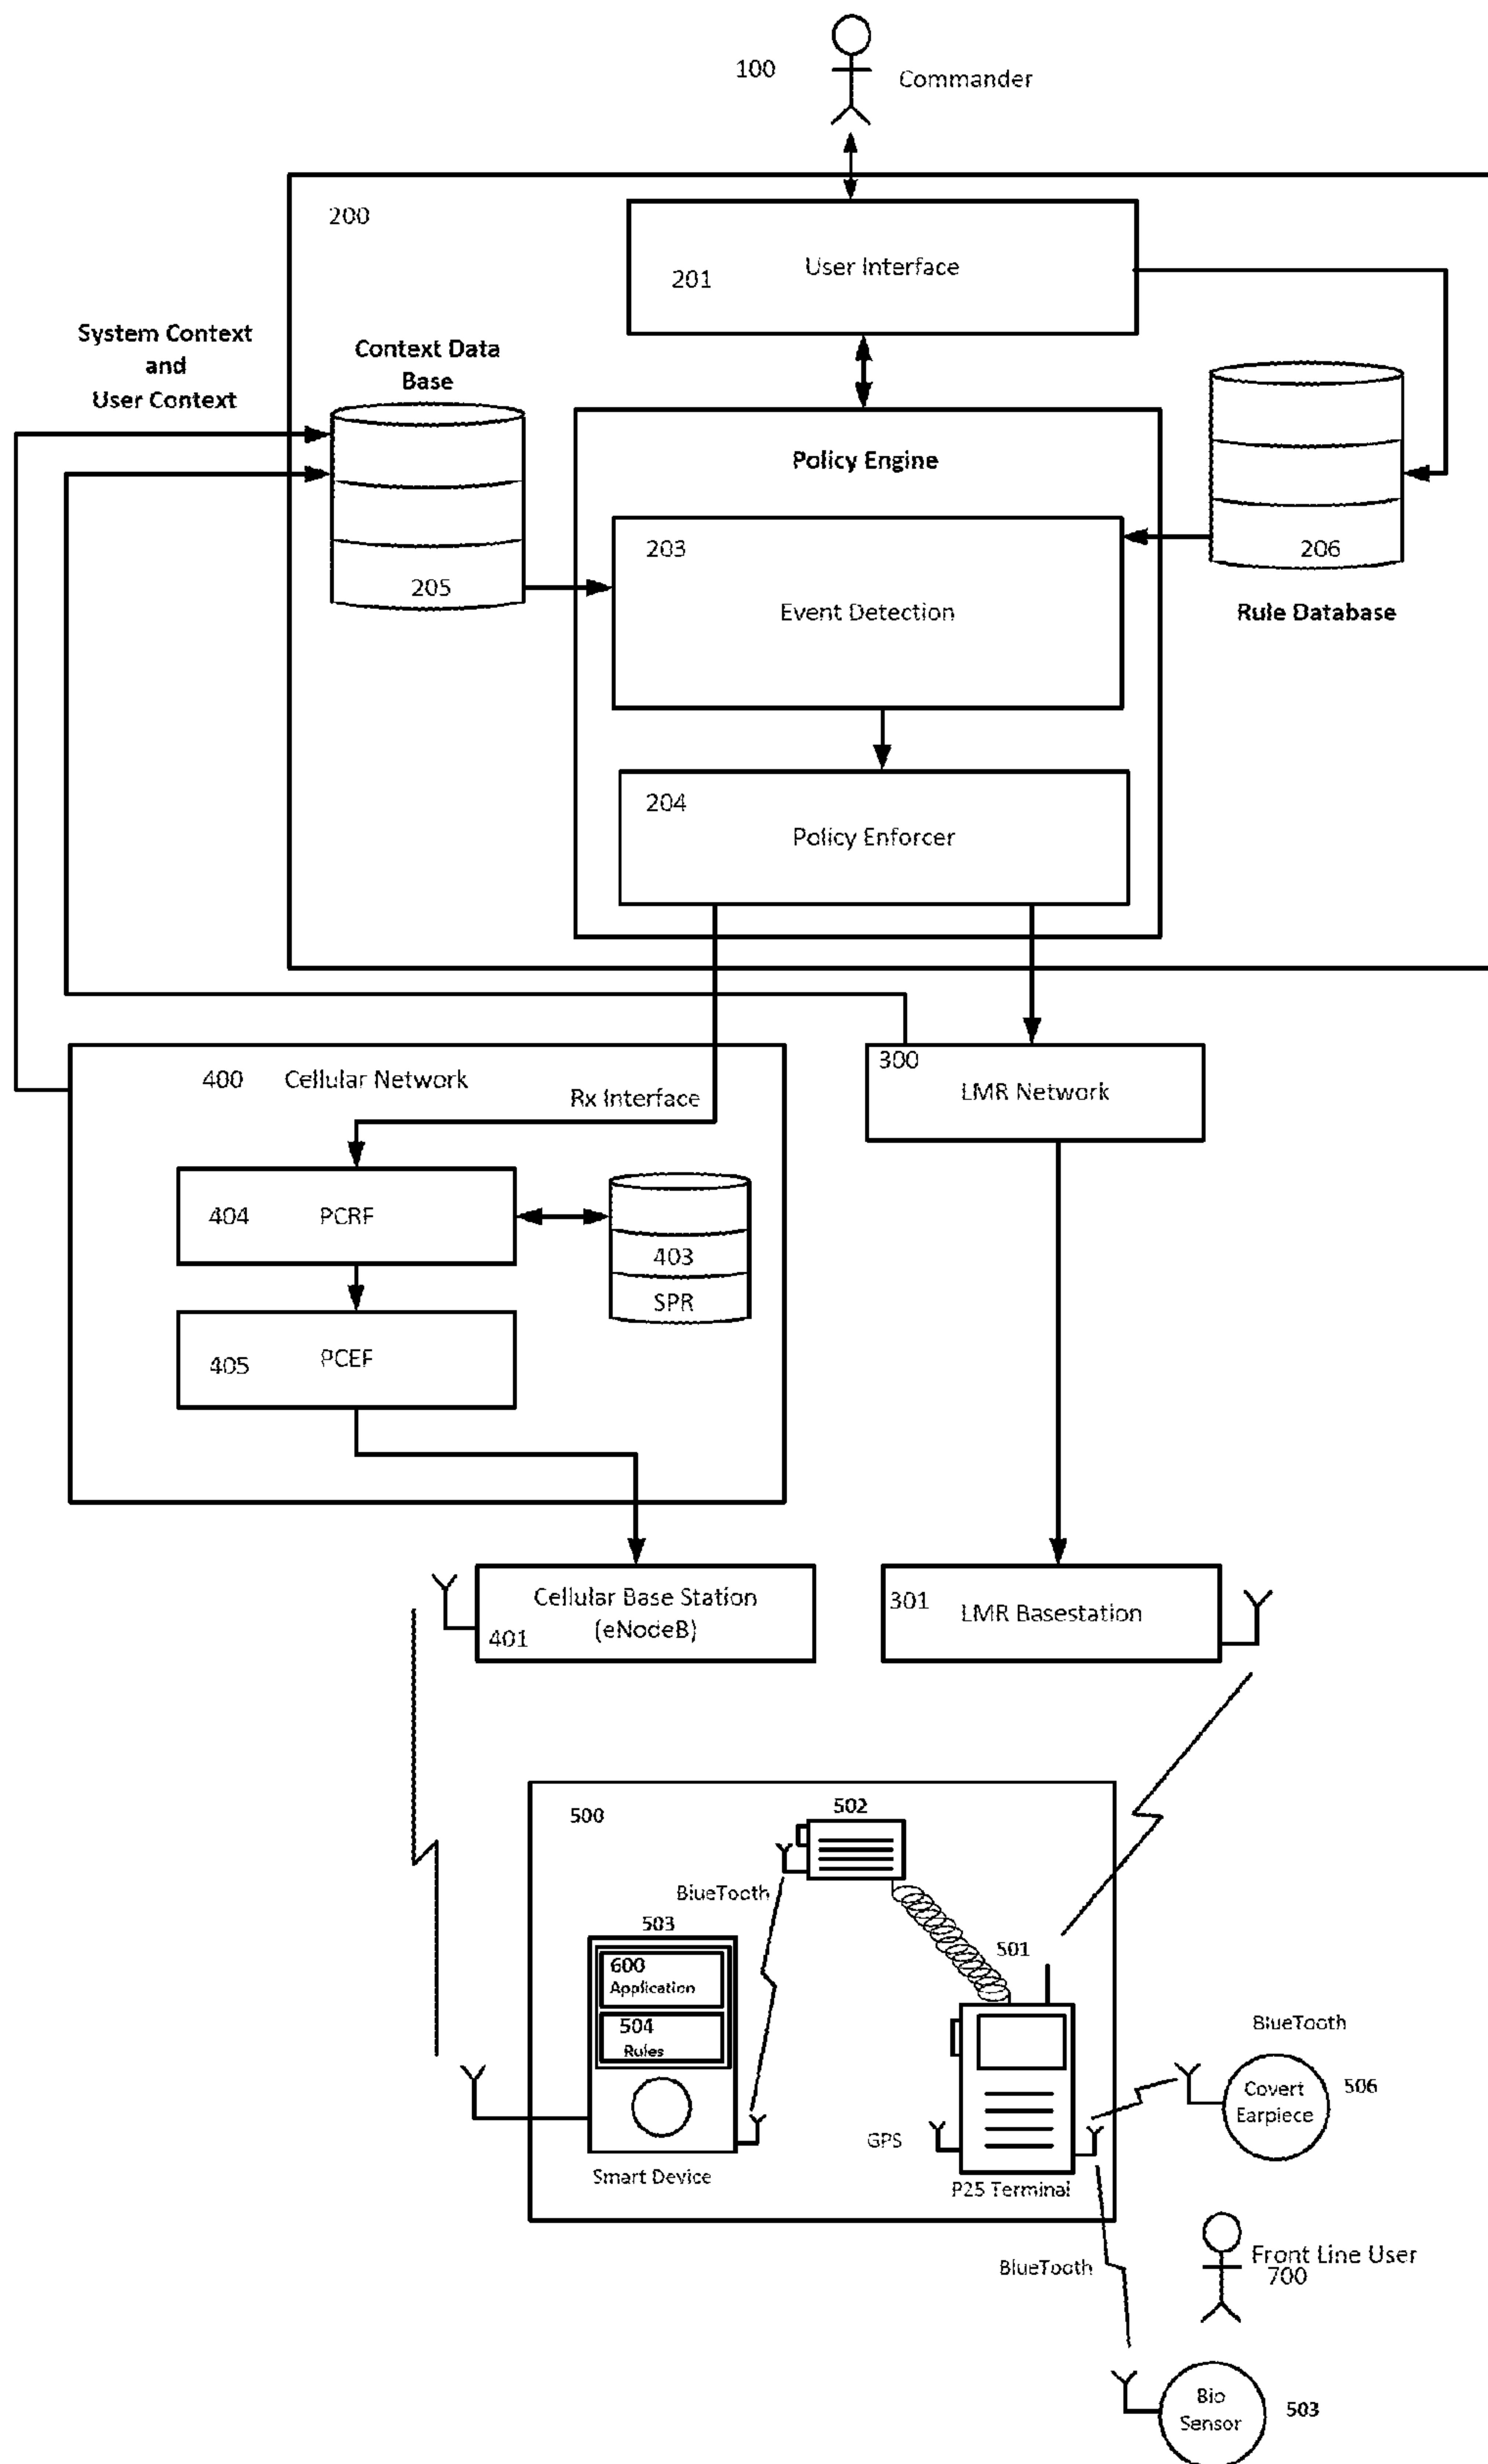 100
Commander
200
201
User Interface
System Context
and
User Context
Context Data
Base
205
Policy Engine
203
Event Detection
206
Rule Database
204
Policy Enforcer
400
Cellular Network
Rx Interface
300
LMR Network
404
PCRF
403
SPR
405
PCEF
Cellular Base Station
(eNodeB)
401
301
LMR Basestation
500
502
BlueTooth
503
501
600
Application
504
Rules
Smart Device
GPS
P25 Terminal
BlueTooth
Covert
Earpiece
506
BlueTooth
Front Line User
700
Bio
Sensor
503